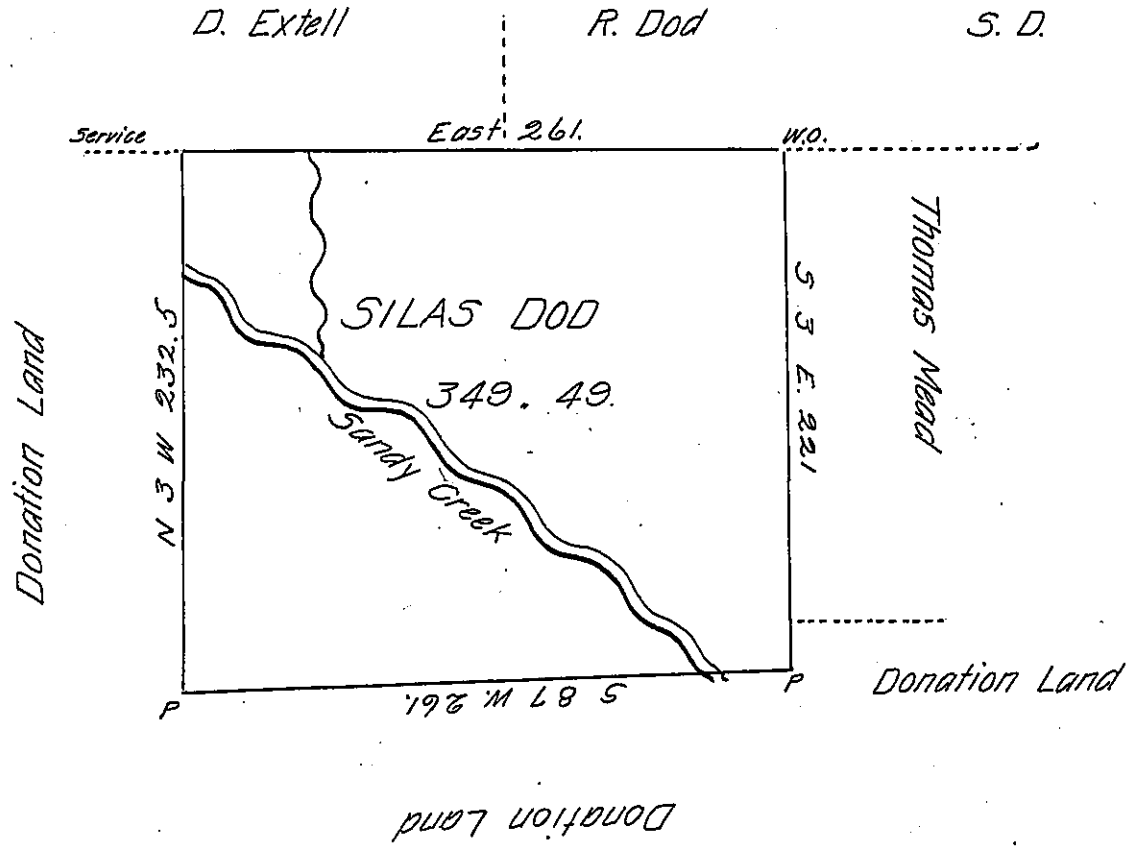 D. Extell
R. Dod
S. D.
Service
East 261.
W.O.
Thomas Mead
S 3 E. 221
SILAS DOD
349. 49.
Sandy Creek
N 3 W 232.5
Donation Land
P
S 87 W. 261.
P
Donation Land
Donation Land